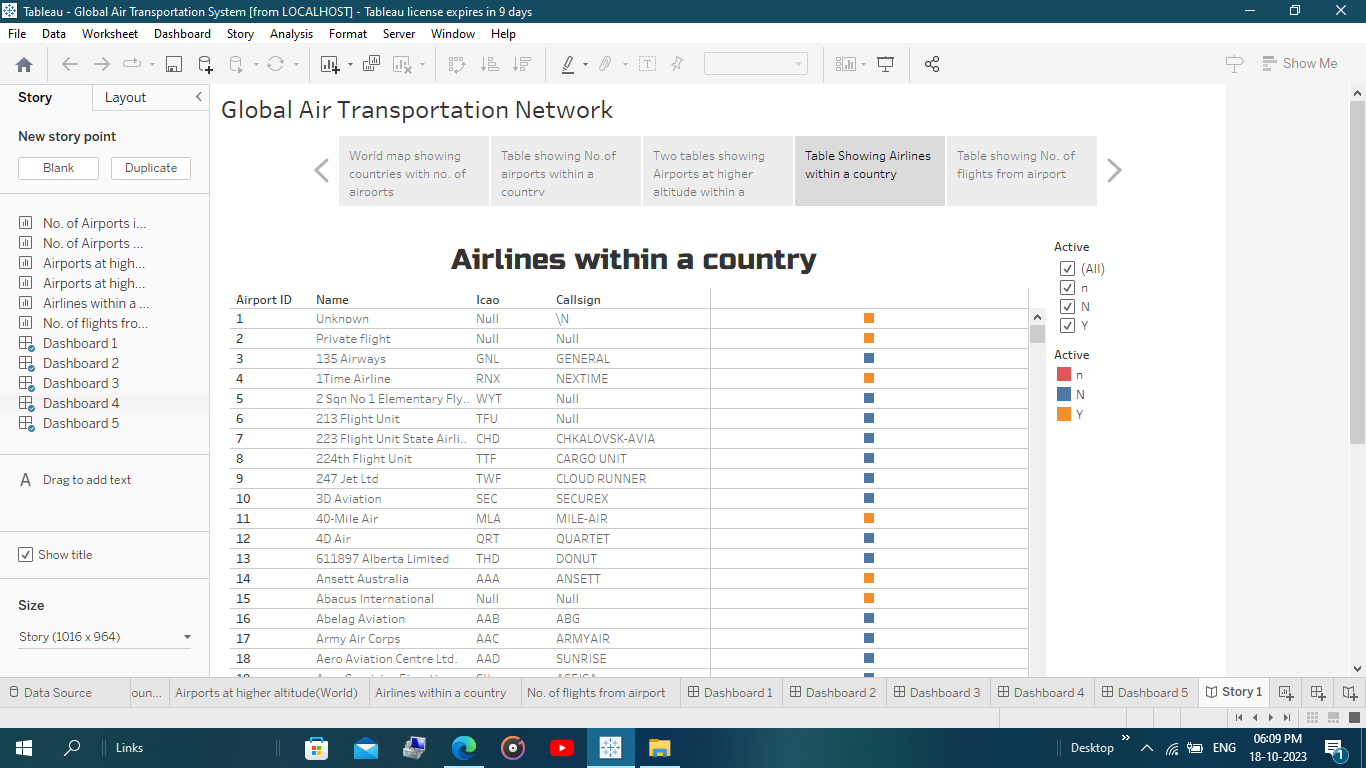 Tableau - Global Air Transportation System [from LOCALHOST] - Tableau license expires in 9 days
File Data Worksheet Dashboard Story Analysis Format Server Window Help
Show Me
Story Layout
New story point
Blank Duplicate
No. of Airports i...
No. of Airports ...
Airports at high...
Airports at high...
Airlines within a ...
No. of flights fro...
Dashboard 1
Dashboard 2
Dashboard 3
Dashboard 4
Dashboard 5
A Drag to add text
Show title
Size
Story (1016 x 964)
Global Air Transportation Network
World map showing
countries with no. of
airports
Table showing No.of
airports within a
country
Two tables showing
Airports at higher
altitude within a
Table Showing Airlines
within a country
Table showing No. of
flights from airport
Airlines within a country
Airport ID Name Icao Callsign
1 Unknown Null \N
2 Private flight Null Null
3 135 Airways GNL GENERAL
4 1Time Airline RNX NEXTIME
5 2 Sqn No 1 Elementary Fly.. WYT Null
6 213 Flight Unit TFU Null
7 223 Flight Unit State Airli.. CHD CHKALOVSK-AVIA
8 224th Flight Unit TTF CARGO UNIT
9 247 Jet Ltd TWF CLOUD RUNNER
10 3D Aviation SEC SECUREX
11 40-Mile Air MLA MILE-AIR
12 4D Air QRT QUARTET
13 611897 Alberta Limited THD DONUT
14 Ansett Australia AAA ANSETT
15 Abacus International Null Null
16 Abelag Aviation AAB ABG
17 Army Air Corps AAC ARMYAIR
18 Aero Aviation Centre Ltd. AAD SUNRISE
Active
(All)
n
N
Y
Active
n
N
Y
Data Source oun... Airports at higher altitude(World) Airlines within a country No. of flights from airport Dashboard 1 Dashboard 2 Dashboard 3 Dashboard 4 Dashboard 5 Story 1
Links Desktop ENG 06:09 PM
18-10-2023
1